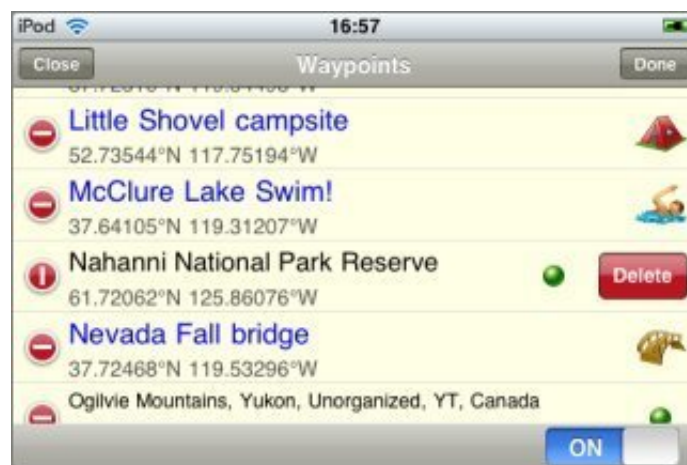 iPod 16:57
Close Waypoints Done
Little Shovel campsite
52.73544°N 117.75194°W
McClure Lake Swim!
37.64105°N 119.31207°W
Nahanni National Park Reserve
61.72062°N 125.86076°W
Delete
Nevada Fall bridge
37.72468°N 119.53296°W
Ogilvie Mountains, Yukon, Unorganized, YT, Canada
ON